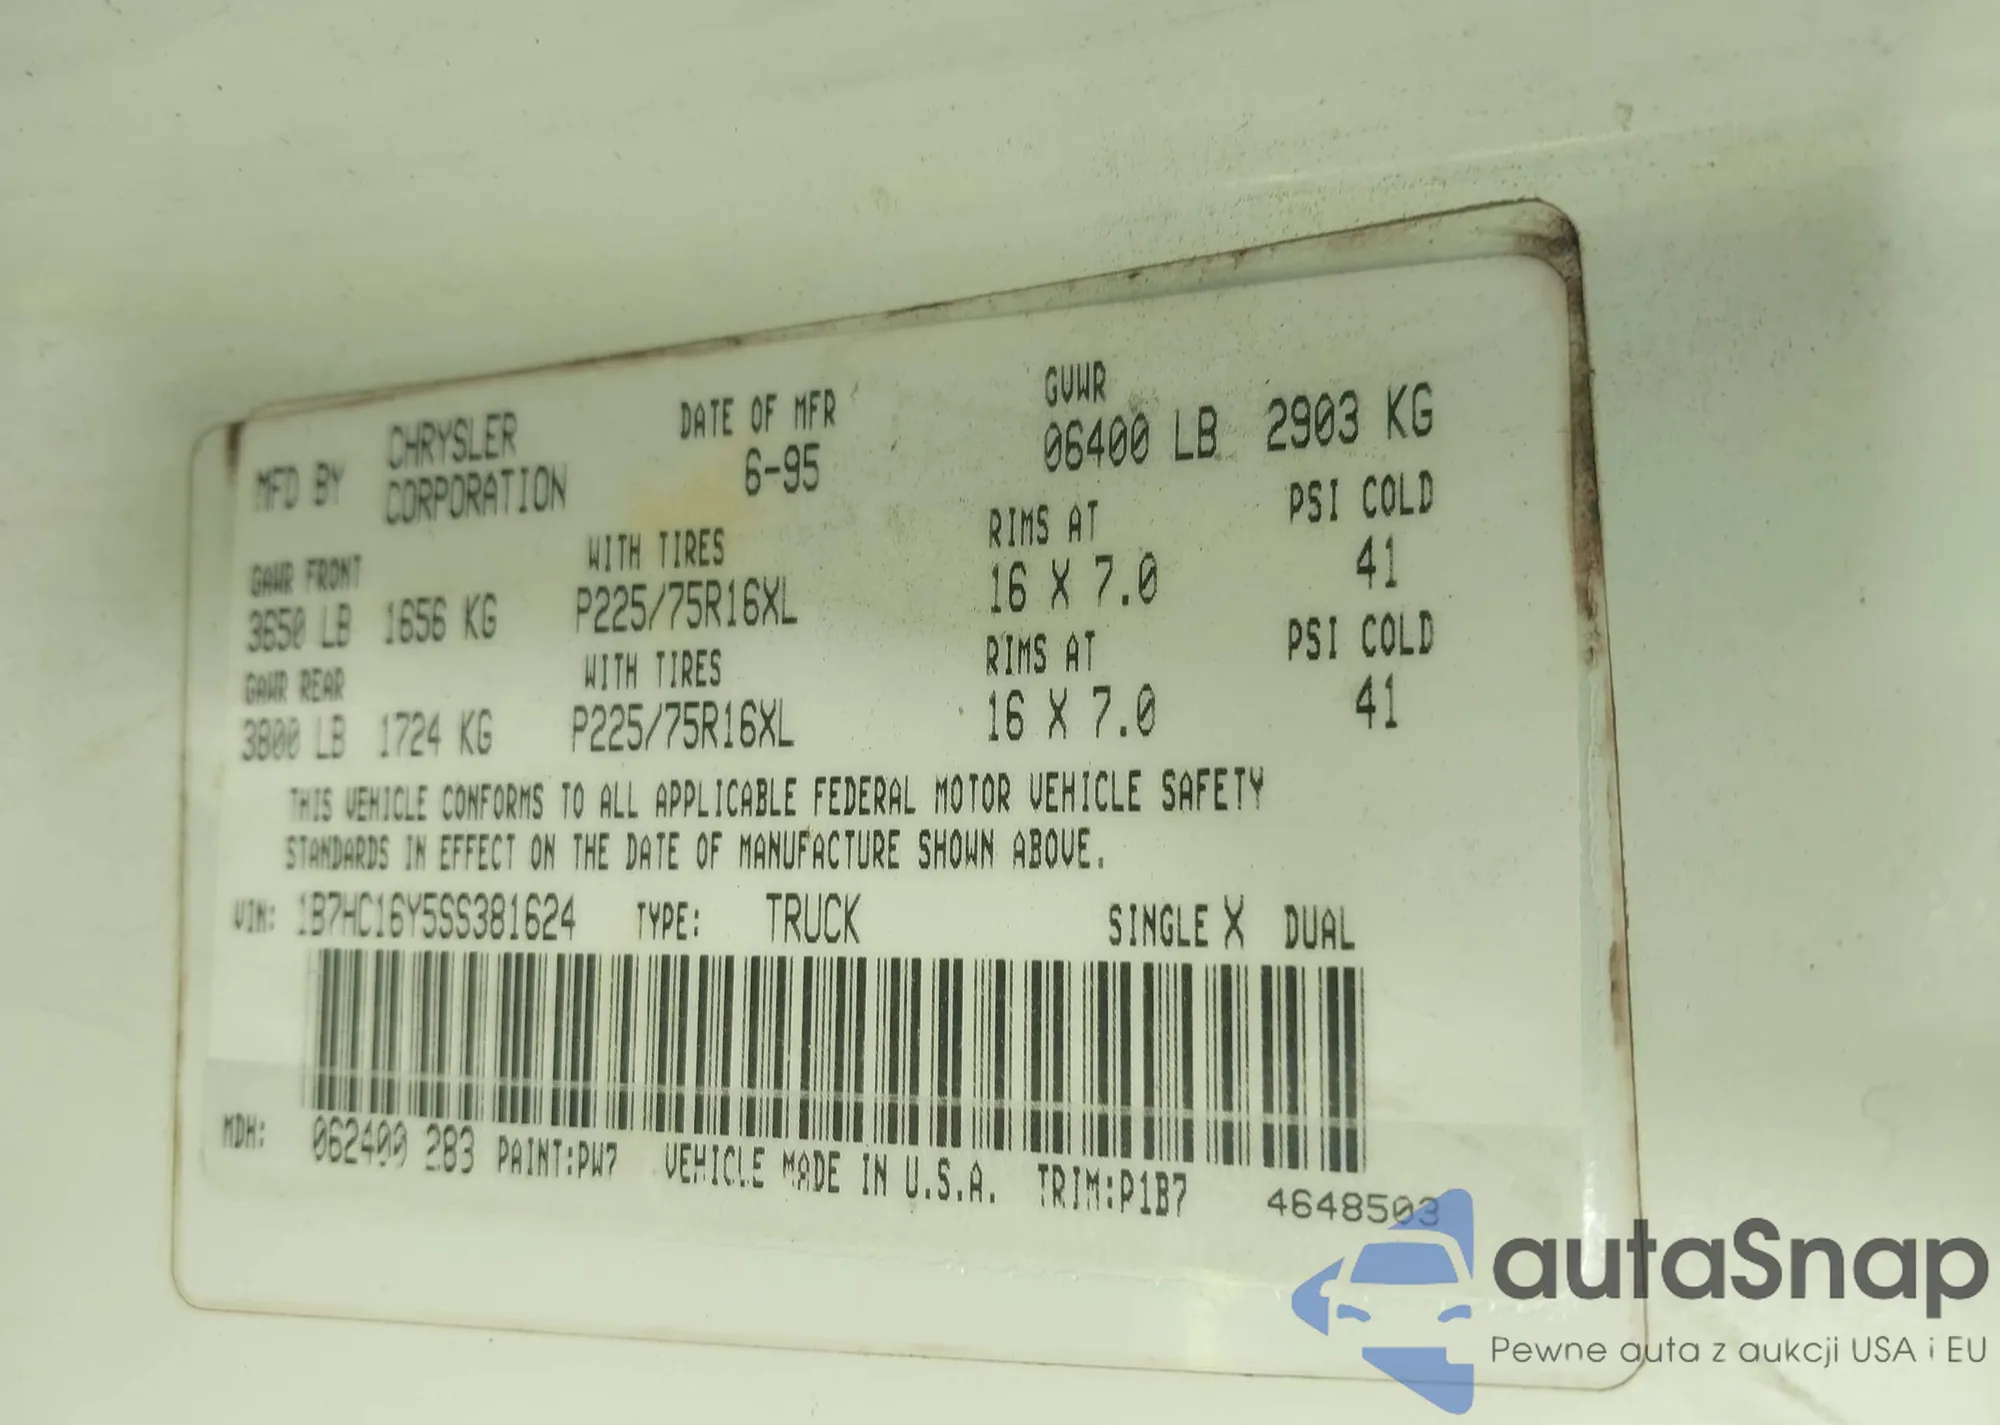 MFD BY CHRYSLER CORPORATION DATE OF MFR 6-95 GVWR 06400 LB 2903 KG
GAWR FRONT WITH TIRES RIMS AT PSI COLD
3650 LB 1656 KG P225/75R16XL 16 X 7.0 41
GAWR REAR WITH TIRES RIMS AT PSI COLD
3800 LB 1724 KG P225/75R16XL 16 X 7.0 41
THIS VEHICLE CONFORMS TO ALL APPLICABLE FEDERAL MOTOR VEHICLE SAFETY
STANDARDS IN EFFECT ON THE DATE OF MANUFACTURE SHOWN ABOVE.
VIN: 1B7HC16Y5SS381624 TYPE: TRUCK SINGLE X DUAL
MDH: 062400 283 PAINT:PW7 VEHICLE MADE IN U.S.A. TRIM:P1B7 4648503
autaSnap
Pewne auta z aukcji USA i EU